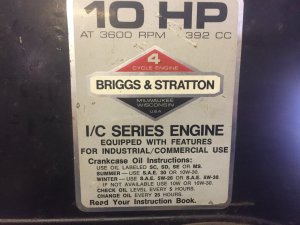 10 HP
AT 3600 RPM 392 CC
4
CYCLE ENGINE
BRIGGS & STRATTON
MILWAUKEE
WISCONSIN
U.S.A.
I/C SERIES ENGINE
EQUIPPED WITH FEATURES
FOR INDUSTRIAL/COMMERCIAL USE
Crankcase Oil Instructions:
USE OIL LABELED SC, SD, SE OR MS.
SUMMER — USE S.A.E. 30 OR 10W-30.
WINTER — USE S.A.E. 5W-20 OR S.A.E. 5W-30.
IF NOT AVAILABLE USE 10W OR 10W-30.
CHECK OIL LEVEL EVERY 5 HOURS.
CHANGE OIL EVERY 25 HOURS.
Read Your Instruction Book.